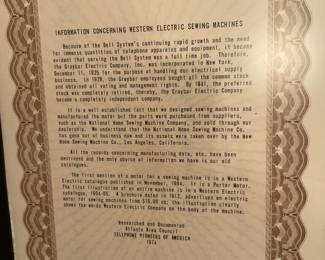 INFORMATION CONCERNING WESTERN ELECTRIC SEWING MACHINES
Because of the Bell System's continuing rapid growth and the need
for immense quantities of telephone apparatus and equipment, it became
evident that serving the Bell System was a full time job. Therefore,
the Graybar Electric Company, Inc. was incorporated in New York,
December 11, 1925 for the purpose of handling our electrical supply
business. In 1928, the Graybar employees bought all the common stock
and obtained all voting and management rights. By 1941, the preferred
stock was completely retired, thereby, the Graybar Electric Company
became a completely independent company.
It is a well established fact that we designed sewing machines and
manufactured the motor but the parts were purchased from suppliers,
such as the National Home Sewing Machine Company, and sold through our
dealership. We understand that the National Home Sewing Machine Co.
has gone out of business now and its assets were taken over by the New
Home Sewing Machine Co., Los Angeles, California.
All the records concerning manufacturing data, etc. have been
destroyed and the only source of information we have is our old
catalogues.
The first mention of a motor for a sewing machine is in a Western
Electric catalogue published in November, 1904. It is a Porter Motor.
The first illustration of an entire machine is in a Western Electric
catalogue, 1914-05. A brochure dated in 1912, advertises an electric
motor for sewing machines from $16.00 up; the illustration clearly
shows the words Western Electric Company on the body of the machine.
Researched and Documented
Atlanta Area Council
TELEPHONE PIONEERS OF AMERICA
1974